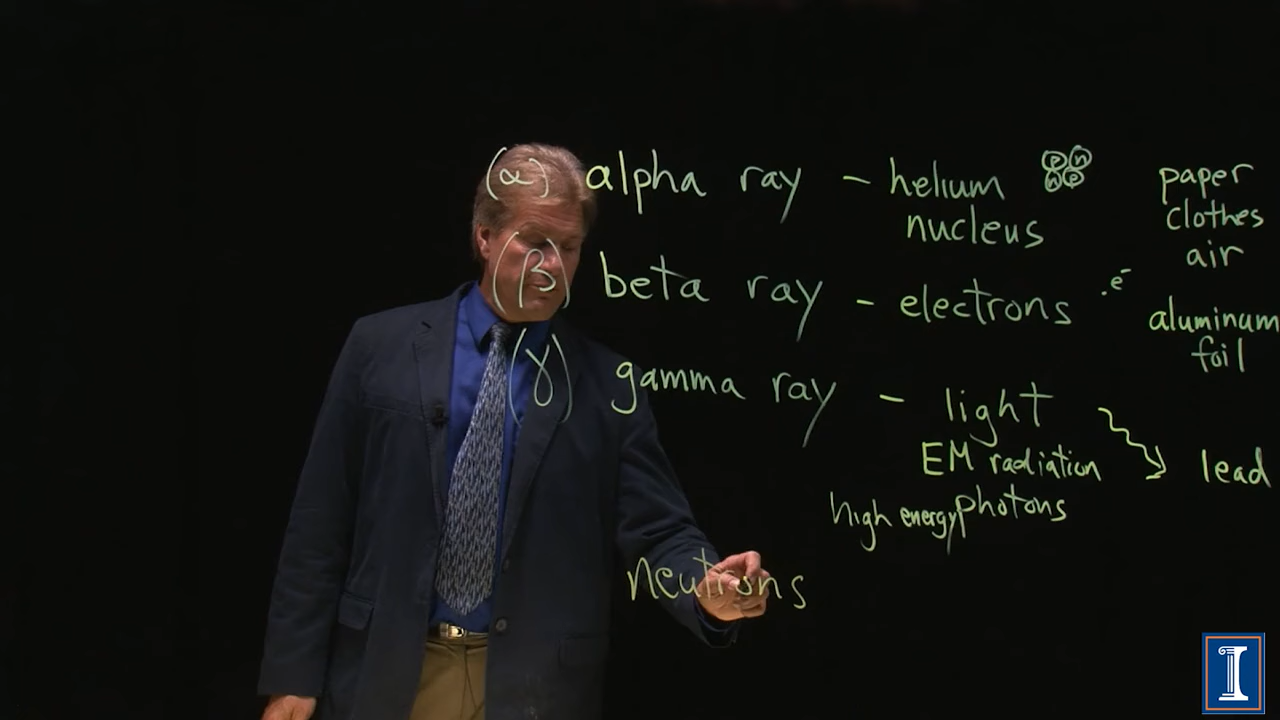 (α) alpha ray – helium nucleus
p n
n p
paper
clothes
air
(β) beta ray – electrons
.e⁻
aluminum
foil
(γ) gamma ray – light
EM radiation
high energy photons
lead
neutrons
I